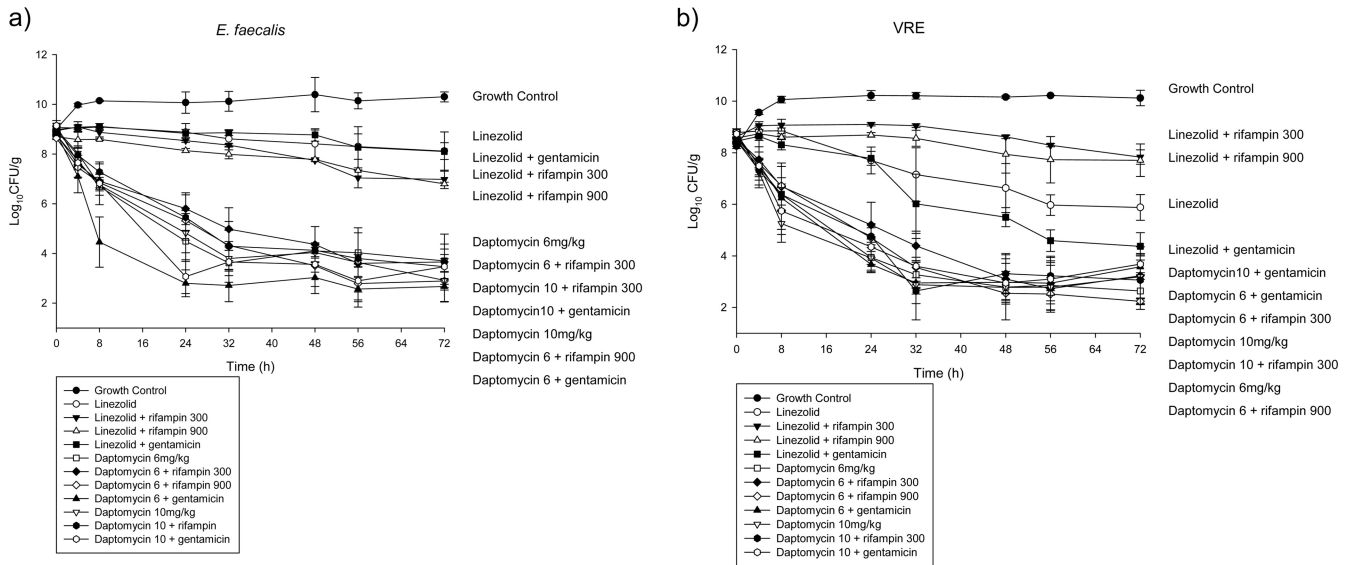 a)
E. faecalis
12
10
8
6
4
2
Log10CFU/g
0 8 16 24 32 40 48 56 64 72
Time (h)
Growth Control
Linezolid
Linezolid + gentamicin
Linezolid + rifampin 300
Linezolid + rifampin 900
Daptomycin 6mg/kg
Daptomycin 6 + rifampin 300
Daptomycin 10 + rifampin 300
Daptomycin10 + gentamicin
Daptomycin 10mg/kg
Daptomycin 6 + rifampin 900
Daptomycin 6 + gentamicin
Growth Control
Linezolid
Linezolid + rifampin 300
Linezolid + rifampin 900
Linezolid + gentamicin
Daptomycin 6mg/kg
Daptomycin 6 + rifampin 300
Daptomycin 6 + rifampin 900
Daptomycin 6 + gentamicin
Daptomycin 10mg/kg
Daptomycin 10 + rifampin
Daptomycin 10 + gentamicin
b)
VRE
12
10
8
6
4
2
Log10 CFU/g
0 8 16 24 32 40 48 56 64 72
Time (h)
Growth Control
Linezolid + rifampin 300
Linezolid + rifampin 900
Linezolid
Linezolid + gentamicin
Daptomycin10 + gentamicin
Daptomycin 6 + gentamicin
Daptomycin 6 + rifampin 300
Daptomycin 10mg/kg
Daptomycin 10 + rifampin 300
Daptomycin 6mg/kg
Daptomycin 6 + rifampin 900
Growth Control
Linezolid
Linezolid + rifampin 300
Linezolid + rifampin 900
Linezolid + gentamicin
Daptomycin 6mg/kg
Daptomycin 6 + rifampin 300
Daptomycin 6 + rifampin 900
Daptomycin 6 + gentamicin
Daptomycin 10mg/kg
Daptomycin 10 + rifampin 300
Daptomycin 10 + gentamicin